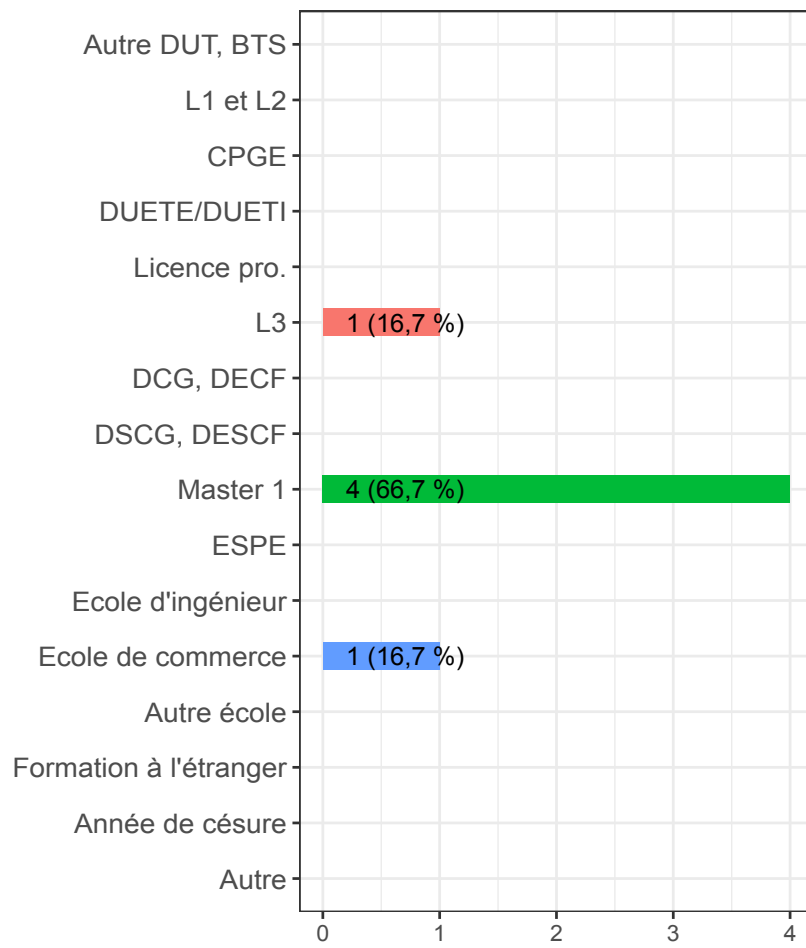 Autre DUT, BTS
L1 et L2
CPGE
DUETE/DUETI
Licence pro.
L3
1 (16,7 %)
DCG, DECF
DSCG, DESCF
Master 1
4 (66,7 %)
ESPE
Ecole d'ingénieur
Ecole de commerce
1 (16,7 %)
Autre école
Formation à l'étranger
Année de césure
Autre
0 1 2 3 4